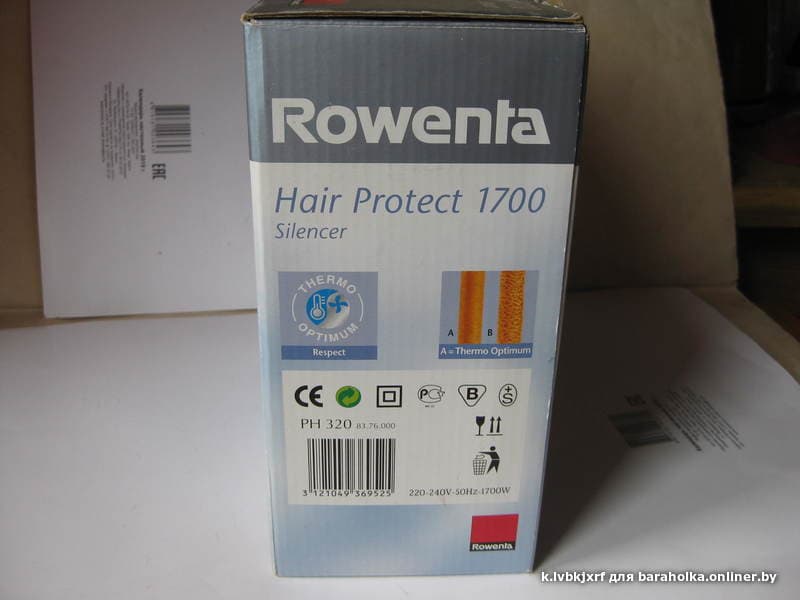 Rowenta
Hair Protect 1700
Silencer
THERMO
OPTIMUM
Respect
A B
A = Thermo Optimum
CE
PH 320 83.76.000
3 121049 369525
220-240V-50Hz-1700W
Rowenta
EAC
k.lvbkjxrf для baraholka.onliner.by